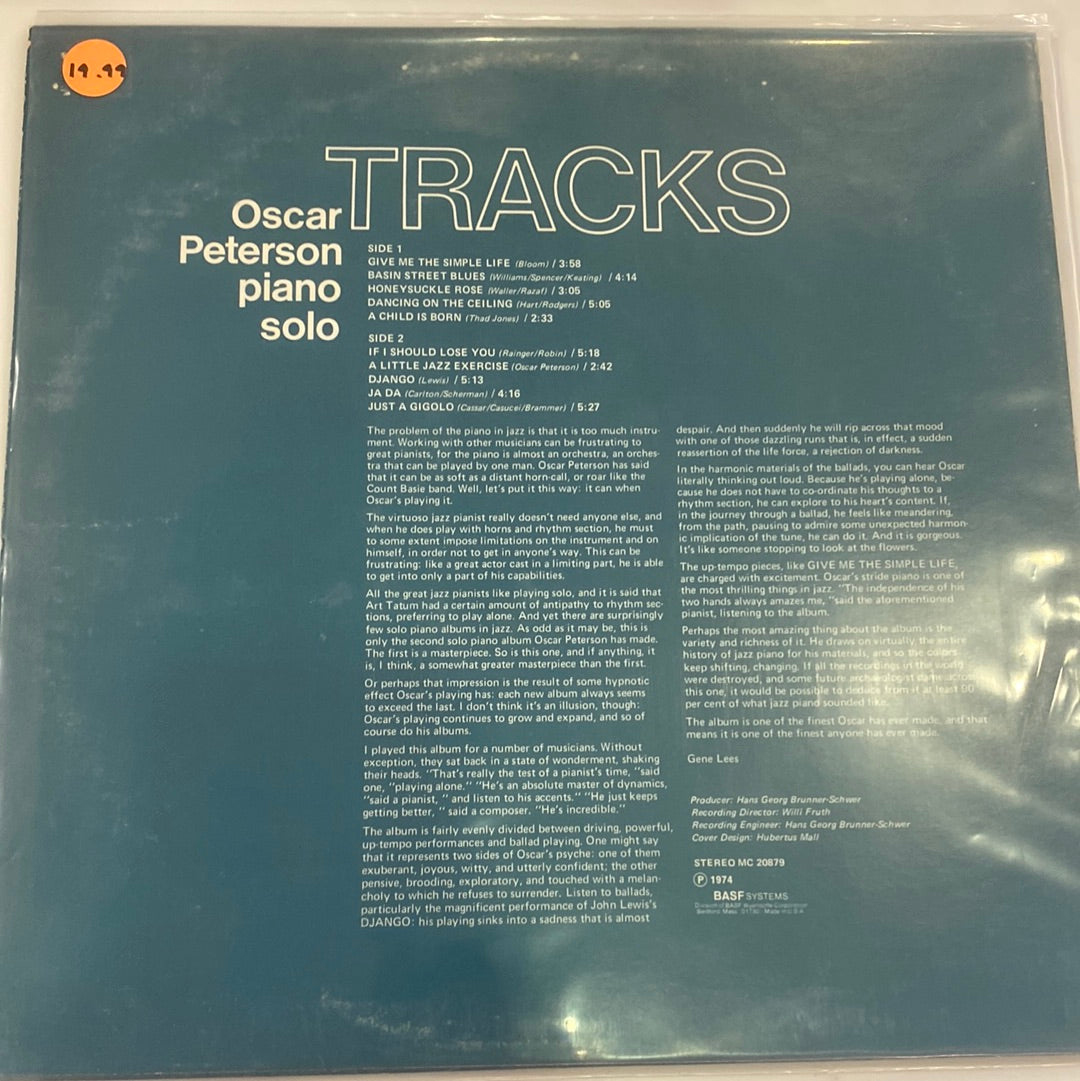 19.99
TRACKS
Oscar
Peterson
piano
solo
SIDE 1
GIVE ME THE SIMPLE LIFE (Bloom) / 3:58
BASIN STREET BLUES (Williams/Spencer/Keating) / 4:14
HONEYSUCKLE ROSE (Waller/Razaf) / 3:05
DANCING ON THE CEILING (Hart/Rodgers) / 5:05
A CHILD IS BORN (Thad Jones) / 2:33
SIDE 2
IF I SHOULD LOSE YOU (Rainger/Robin) / 5:18
A LITTLE JAZZ EXERCISE (Oscar Peterson) / 2:42
DJANGO (Lewis) / 5:13
JA DA (Carlton/Scherman) / 4:16
JUST A GIGOLO (Cassar/Casucei/Brammer) / 5:27
The problem of the piano in jazz is that it is too much instru-
ment. Working with other musicians can be frustrating to
great pianists, for the piano is almost an orchestra, an orches-
tra that can be played by one man. Oscar Peterson has said
that it can be as soft as a distant horn-call, or roar like the
Count Basie band. Well, let's put it this way: it can when
Oscar's playing it.
The virtuoso jazz pianist really doesn't need anyone else, and
when he does play with horns and rhythm section, he must
to some extent impose limitations on the instrument and on
himself, in order not to get in anyone's way. This can be
frustrating: like a great actor cast in a limiting part, he is able
to get into only a part of his capabilities.
All the great jazz pianists like playing solo, and it is said that
Art Tatum had a certain amount of antipathy to rhythm sec-
tions, preferring to play alone. And yet there are surprisingly
few solo piano albums in jazz. As odd as it may be, this is
only the second solo piano album Oscar Peterson has made.
The first is a masterpiece. So is this one, and if anything, it
is, I think, a somewhat greater masterpiece than the first.
Or perhaps that impression is the result of some hypnotic
effect Oscar's playing has: each new album always seems
to exceed the last. I don't think it's an illusion, though:
Oscar's playing continues to grow and expand, and so of
course do his albums.
I played this album for a number of musicians. Without
exception, they sat back in a state of wonderment, shaking
their heads. "That's really the test of a pianist's time, "said
one, "playing alone." "He's an absolute master of dynamics,
"said a pianist, " and listen to his accents." "He just keeps
getting better, " said a composer. "He's incredible."
The album is fairly evenly divided between driving, powerful,
up-tempo performances and ballad playing. One might say
that it represents two sides of Oscar's psyche: one of them
exuberant, joyous, witty, and utterly confident; the other
pensive, brooding, exploratory, and touched with a melan-
choly to which he refuses to surrender. Listen to ballads,
particularly the magnificent performance of John Lewis's
DJANGO: his playing sinks into a sadness that is almost
despair. And then suddenly he will rip across that mood
with one of those dazzling runs that is, in effect, a sudden
reassertion of the life force, a rejection of darkness.
In the harmonic materials of the ballads, you can hear Oscar
literally thinking out loud. Because he's playing alone, be-
cause he does not have to co-ordinate his thoughts to a
rhythm section, he can explore to his heart's content. If,
in the journey through a ballad, he feels like meandering
from the path, pausing to admire some unexpected harmon-
ic implication of the tune, he can do it. And it is gorgeous.
It's like someone stopping to look at the flowers.
The up-tempo pieces, like GIVE ME THE SIMPLE LIFE,
are charged with excitement. Oscar's stride piano is one of
the most thrilling things in jazz. "The independence of his
two hands always amazes me, "said the aforementioned
pianist, listening to the album.
Perhaps the most amazing thing about the album is the
variety and richness of it. He draws on virtually the entire
history of jazz piano for his materials, and so the colors
keep shifting, changing. If all the recordings in the world
were destroyed, and some future archaeologist came across
this one, it would be possible to deduce from it at least 90
per cent of what jazz piano sounded like.
The album is one of the finest Oscar has ever made, and that
means it is one of the finest anyone has ever made.
Gene Lees
Producer: Hans Georg Brunner-Schwer
Recording Director: Willi Fruth
Recording Engineer: Hans Georg Brunner-Schwer
Cover Design: Hubertus Mall
STEREO MC 20879
Ⓟ 1974
BASF SYSTEMS
Division of BASF Wyandotte Corporation
Bedford, Mass. 01730 Made in U.S.A